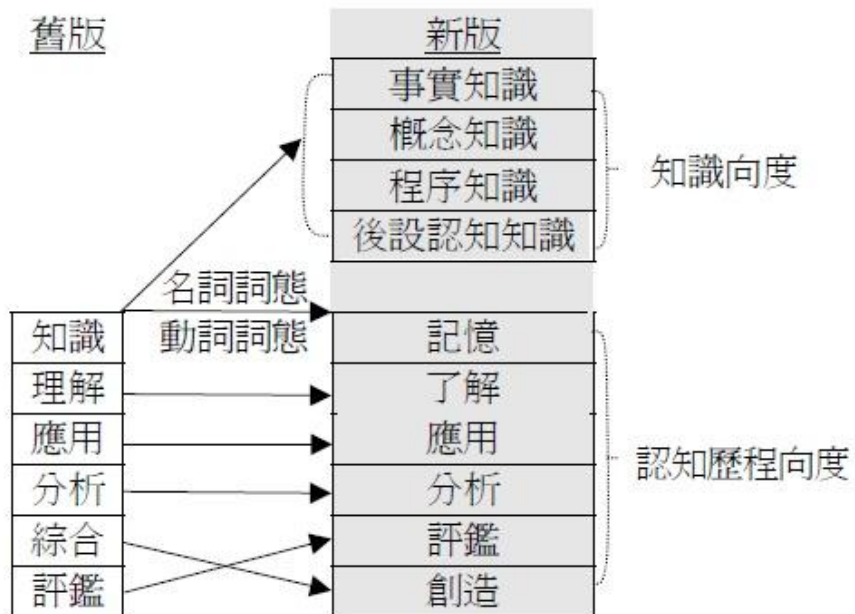 舊版
新版
事實知識
概念知識
程序知識
後設認知知識
知識向度
名詞詞態
動詞詞態
知識
理解
應用
分析
綜合
評鑑
記憶
了解
應用
分析
評鑑
創造
認知歷程向度